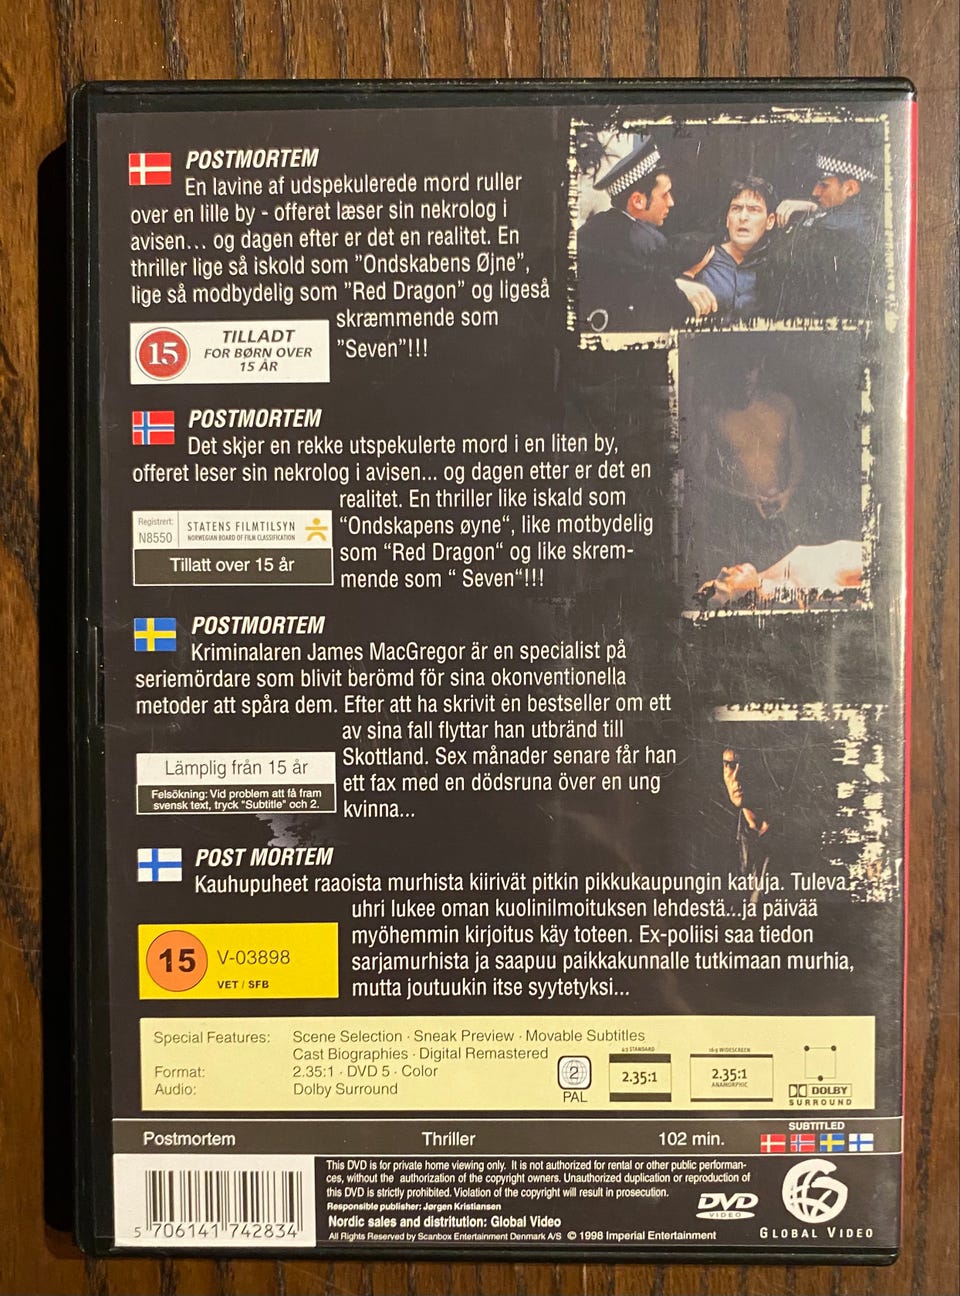 POSTMORTEM
En lavine af udspekulerede mord ruller
over en lille by - offeret læser sin nekrolog i
avisen... og dagen efter er det en realitet. En
thriller lige så iskold som "Ondskabens Øjne",
lige så modbydelig som "Red Dragon" og ligeså
skræmmende som
"Seven"!!!
15
TILLADT
FOR BØRN OVER
15 ÅR
POSTMORTEM
Det skjer en rekke utspekulerte mord i en liten by,
offeret leser sin nekrolog i avisen... og dagen etter er det en
realitet. En thriller like iskald som
"Ondskapens øyne", like motbydelig
som "Red Dragon" og like skrem-
mende som " Seven"!!!
Registrert:
N8550
STATENS FILMTILSYN
NORWEGIAN BOARD OF FILM CLASSIFICATION
Tillatt over 15 år
POSTMORTEM
Kriminalaren James MacGregor är en specialist på
seriemördare som blivit berömd för sina okonventionella
metoder att spåra dem. Efter att ha skrivit en bestseller om ett
av sina fall flyttar han utbränd till
Skottland. Sex månader senare får han
ett fax med en dödsruna över en ung
kvinna...
Lämplig från 15 år
Felsökning: Vid problem att få fram
svensk text, tryck "Subtitle" och 2.
POST MORTEM
Kauhupuheet raaoista murhista kiirivät pitkin pikkukaupungin katuja. Tuleva
uhri lukee oman kuolinilmoituksen lehdestä...ja päivää
myöhemmin kirjoitus käy toteen. Ex-poliisi saa tiedon
sarjamurhista ja saapuu paikkakunnalle tutkimaan murhia,
mutta joutuukin itse syytetyksi...
15
V-03898
VET / SFB
Special Features: Scene Selection · Sneak Preview · Movable Subtitles
Cast Biographies · Digital Remastered
Format: 2.35:1 · DVD 5 · Color
Audio: Dolby Surround
2
PAL
4:3 STANDARD
2.35:1
16:9 WIDESCREEN
2.35:1
ANAMORPHIC
DOLBY
SURROUND
Postmortem Thriller 102 min.
SUBTITLED
This DVD is for private home viewing only. It is not authorized for rental or other public performan-
ces, without the authorization of the copyright owners. Unauthorized duplication or reproduction of
this DVD is strictly prohibited. Violation of the copyright will result in prosecution.
Responsible publisher: Jørgen Kristiansen
Nordic sales and distrition: Global Video
All Rights Reserved by Scanbox Entertainment Denmark A/S © 1998 Imperial Entertainment
DVD
VIDEO
GLOBAL VIDEO
5 706141 742834